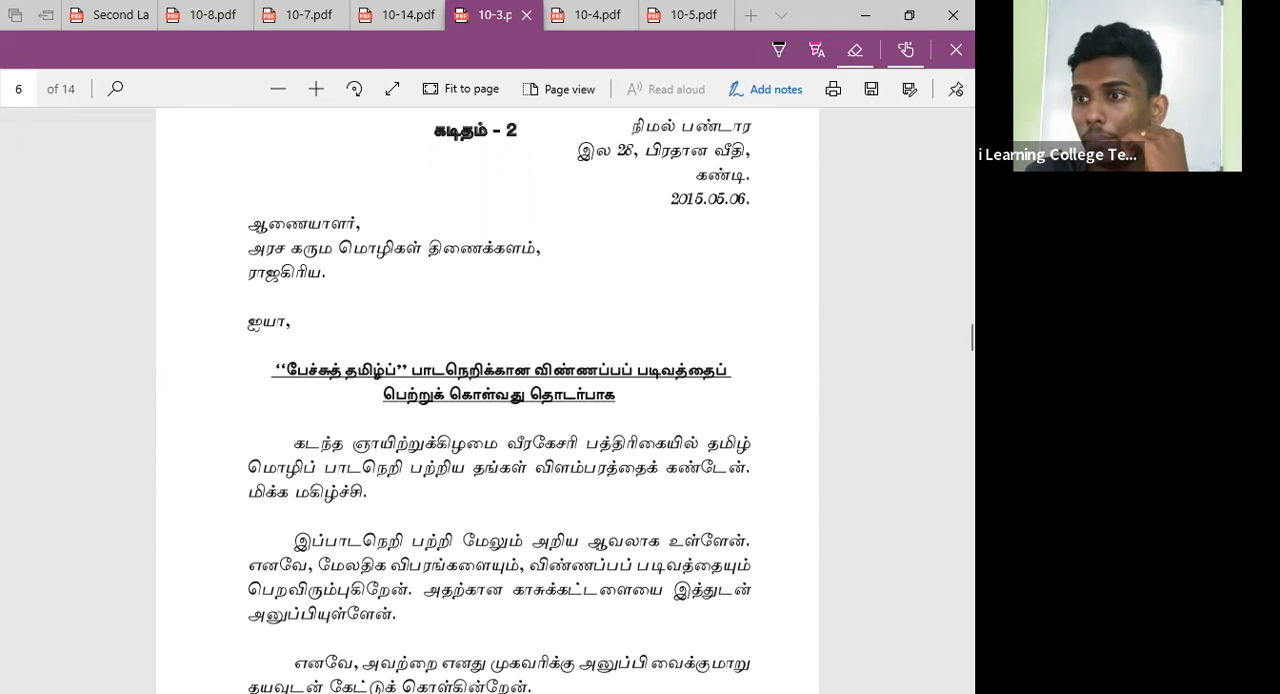 Second La
10-8.pdf
10-7.pdf
10-14.pdf
10-3.p
10-4.pdf
10-5.pdf
6 of 14
Fit to page
Page view
Read aloud
Add notes
i Learning College Te...
கடிதம் - 2
நிமல் பண்டார
இல 28, பிரதான வீதி,
கண்டி.
2015.05.06.
ஆணையாளர்,
அரச கரும மொழிகள் திணைக்களம்,
ராஜகிரிய.
ஐயா,
‘‘பேச்சுத் தமிழ்ப்’’ பாடநெறிக்கான விண்ணப்பப் படிவத்தைப்
பெற்றுக் கொள்வது தொடர்பாக
கடந்த ஞாயிற்றுக்கிழமை வீரகேசரி பத்திரிகையில் தமிழ்
மொழிப் பாடநெறி பற்றிய தங்கள் விளம்பரத்தைக் கண்டேன்.
மிக்க மகிழ்ச்சி.
இப்பாடநெறி பற்றி மேலும் அறிய ஆவலாக உள்ளேன்.
எனவே, மேலதிக விபரங்களையும், விண்ணப்பப் படிவத்தையும்
பெறவிரும்புகிறேன். அதற்கான காசுக்கட்டளையை இத்துடன்
அனுப்பியுள்ளேன்.
எனவே, அவற்றை எனது முகவரிக்கு அனுப்பி வைக்குமாறு
தயவுடன் கேட்டுக் கொள்கின்றேன்.